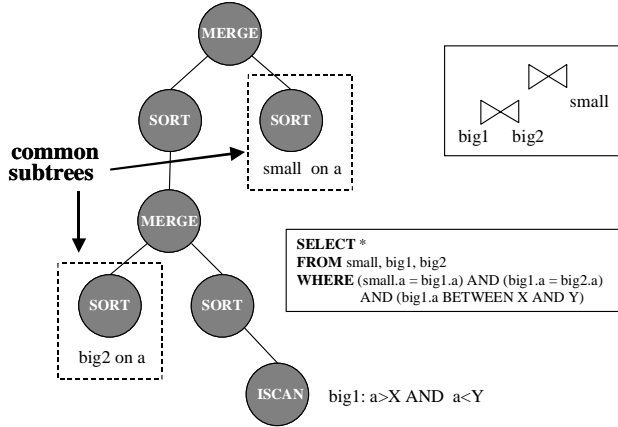 MERGE
SORT
SORT
small on a
small
big1 big2
common
subtrees
MERGE
SELECT *
FROM small, big1, big2
WHERE (small.a = big1.a) AND (big1.a = big2.a)
AND (big1.a BETWEEN X AND Y)
SORT
SORT
big2 on a
ISCAN
big1: a>X AND a<Y